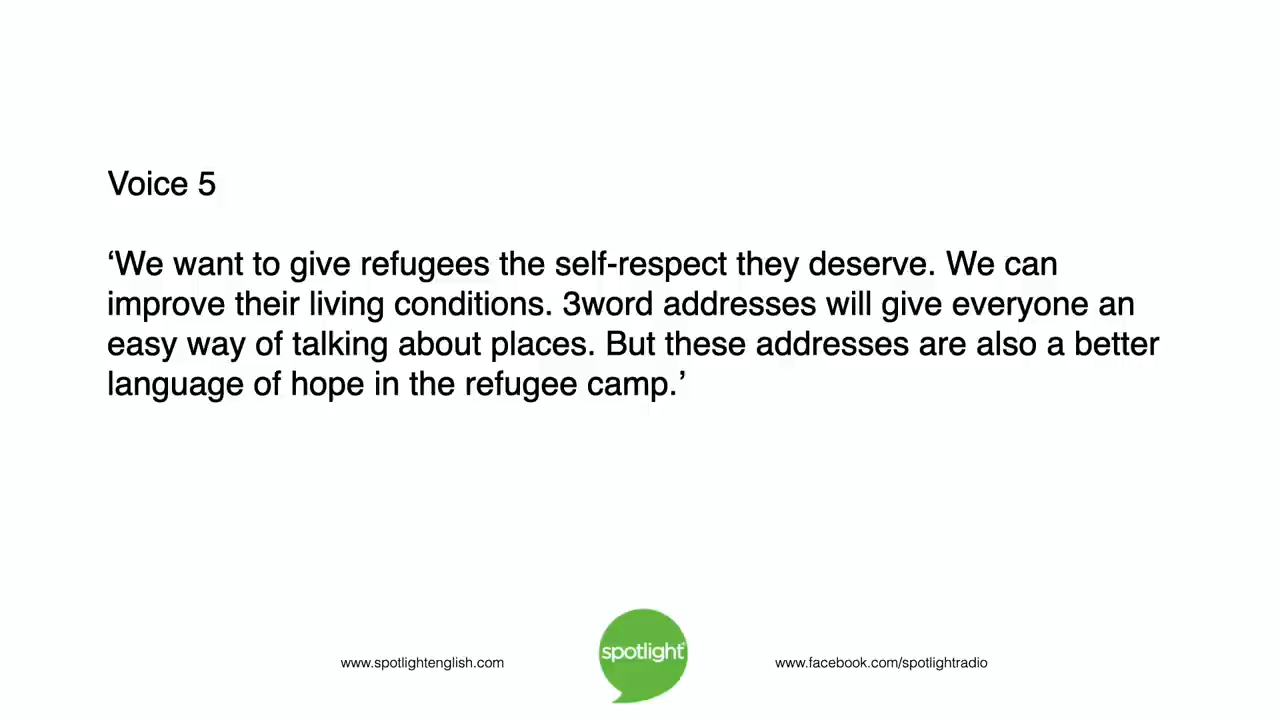 Voice 5
‘We want to give refugees the self-respect they deserve. We can
improve their living conditions. 3word addresses will give everyone an
easy way of talking about places. But these addresses are also a better
language of hope in the refugee camp.’
www.spotlightenglish.com
spotlight
www.facebook.com/spotlightradio